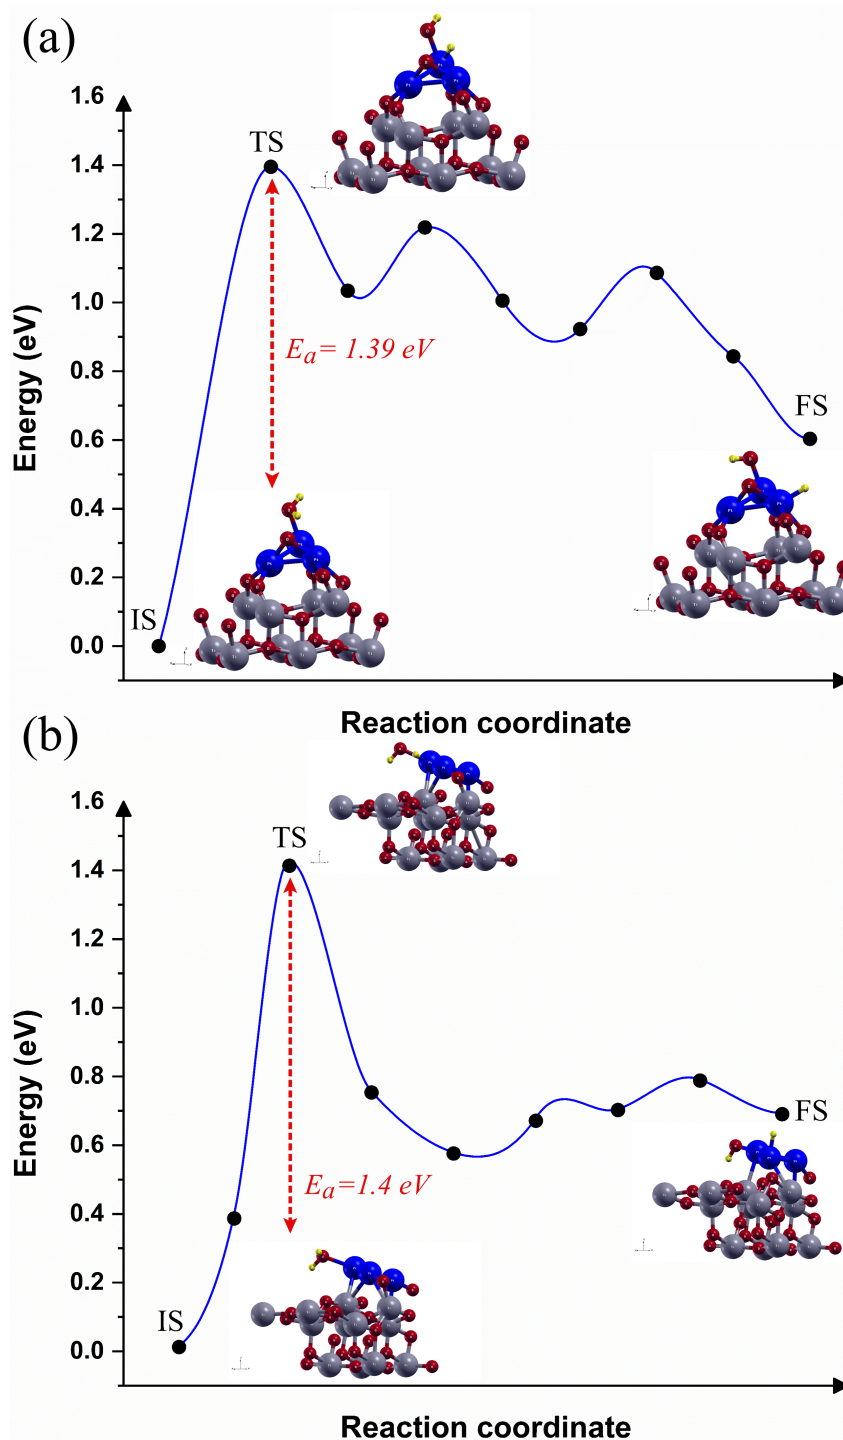 (a)
1.6
1.4
1.2
1.0
0.8
0.6
0.4
0.2
0.0
Energy (eV)
TS
Ea= 1.39 eV
FS
IS
Reaction coordinate
(b)
1.6
1.4
1.2
1.0
0.8
0.6
0.4
0.2
0.0
Energy (eV)
TS
Ea=1.4 eV
FS
IS
Reaction coordinate